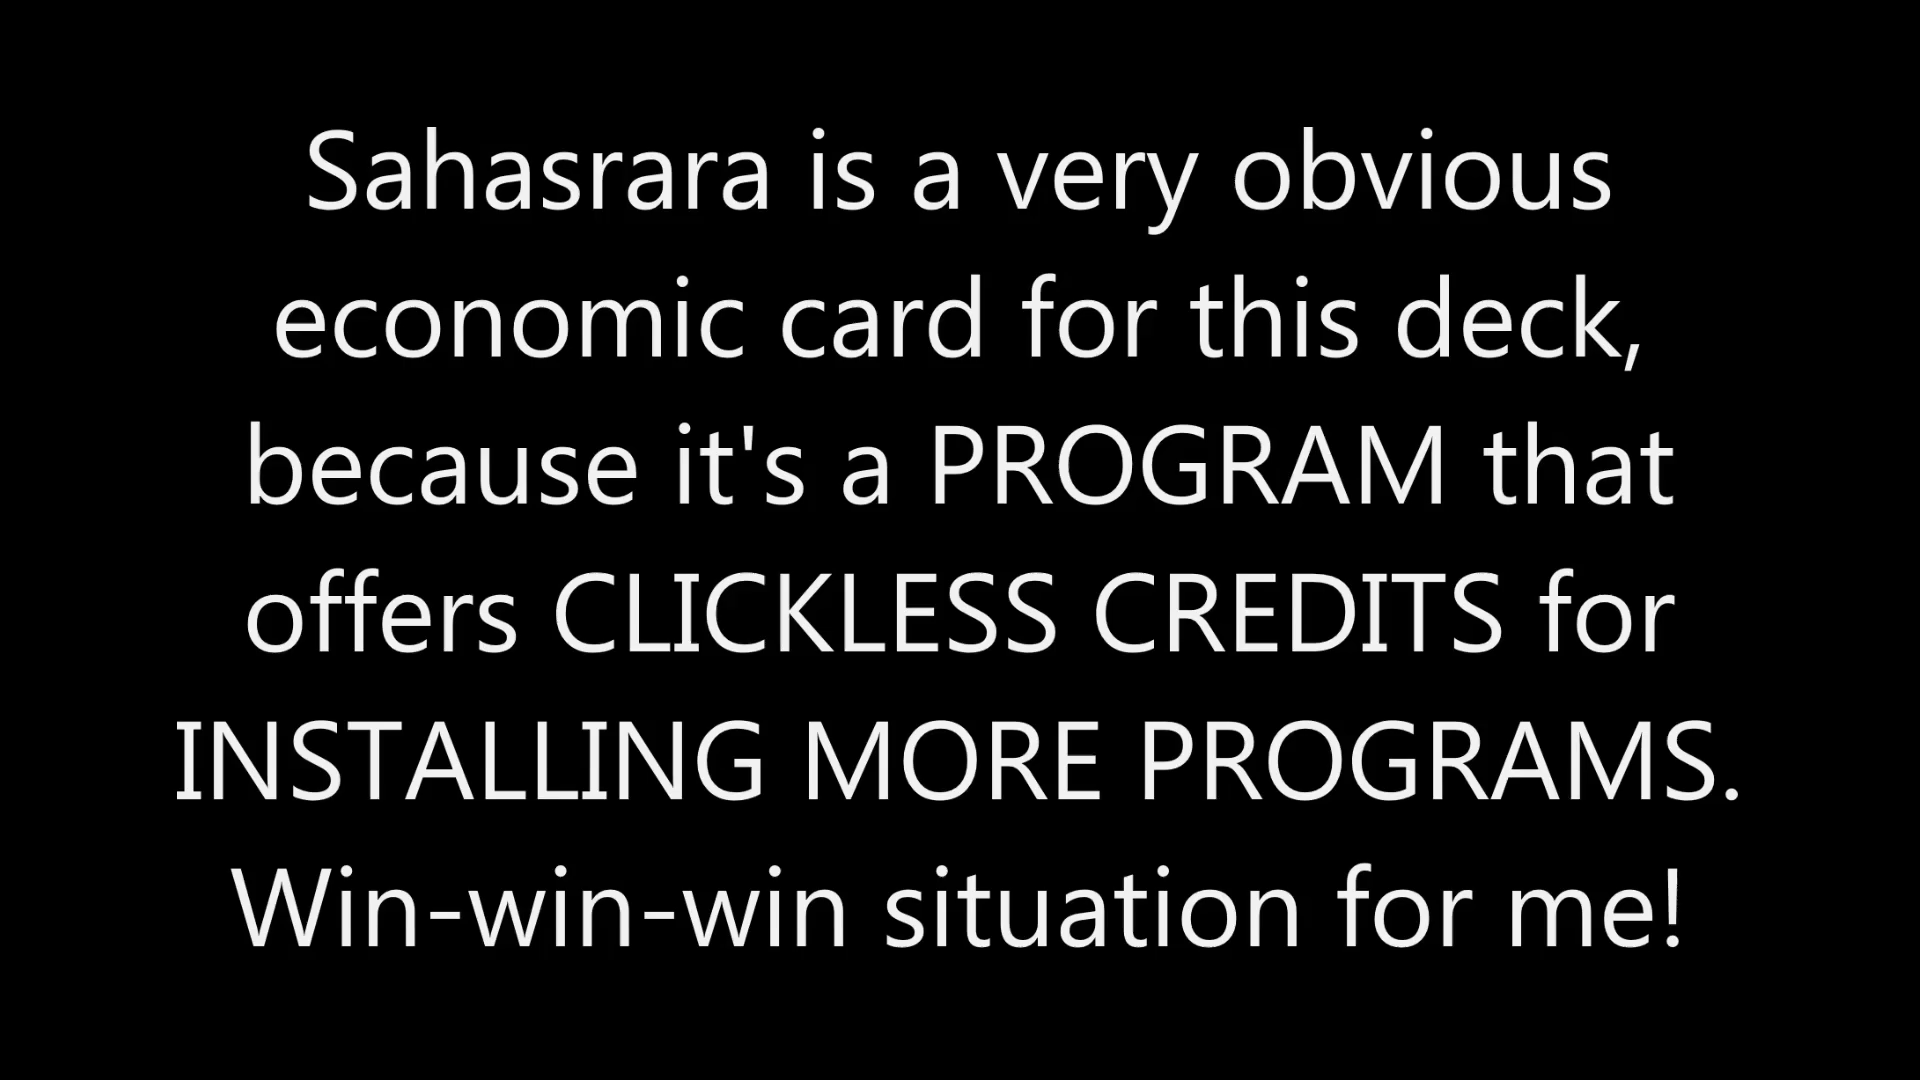 Sahasrara is a very obvious
economic card for this deck,
because it's a PROGRAM that
offers CLICKLESS CREDITS for
INSTALLING MORE PROGRAMS.
Win-win-win situation for me!